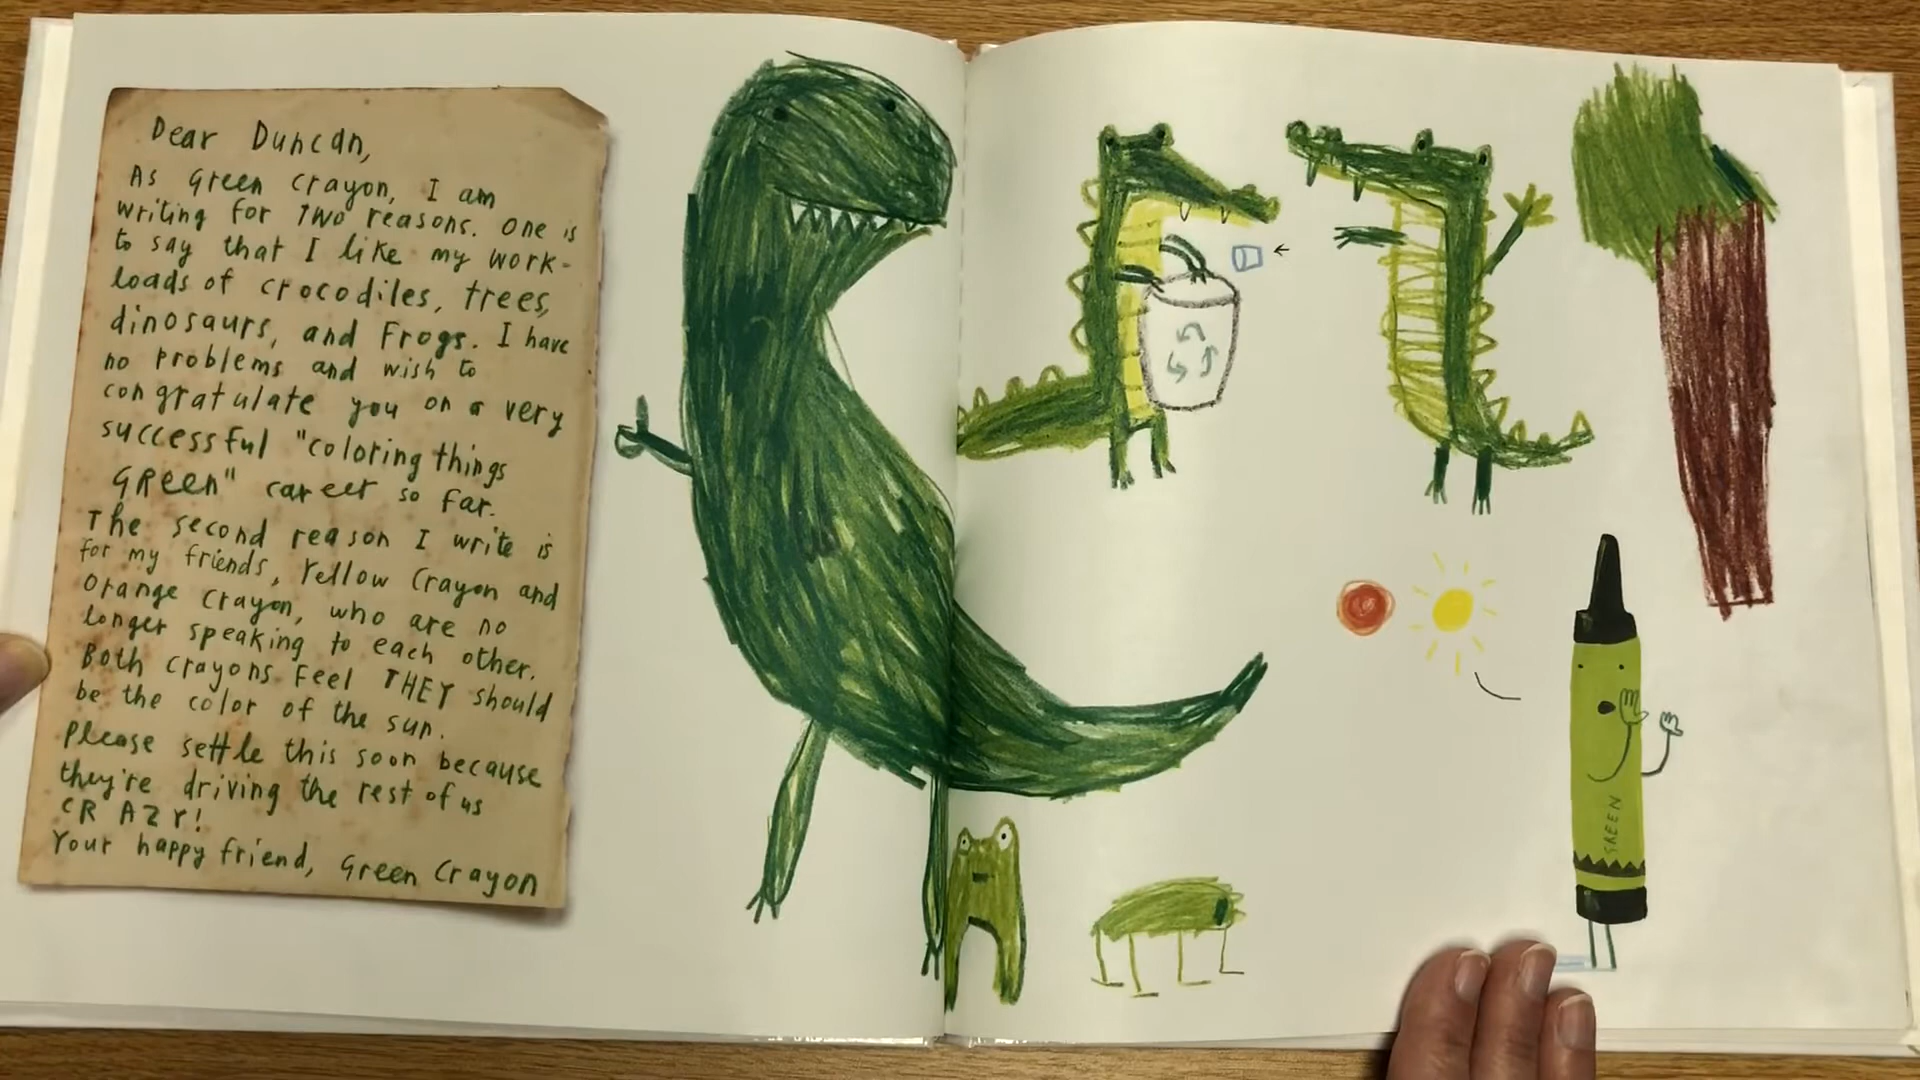 Dear Duncan,
As Green Crayon, I am
writing for TWO reasons. One is
to say that I like my work-
loads of crocodiles, trees,
dinosaurs, and frogs. I have
no problems and wish to
congratulate you on a very
successful "coloring things
GReen" career so far.
The second reason I write is
for my friends, Yellow Crayon and
Orange Crayon, who are no
longer speaking to each other.
Both crayons feel THEY should
be the color of the sun.
Please settle this soon because
they're driving the rest of us
CRAZY!
Your happy friend, Green Crayon
GREEN